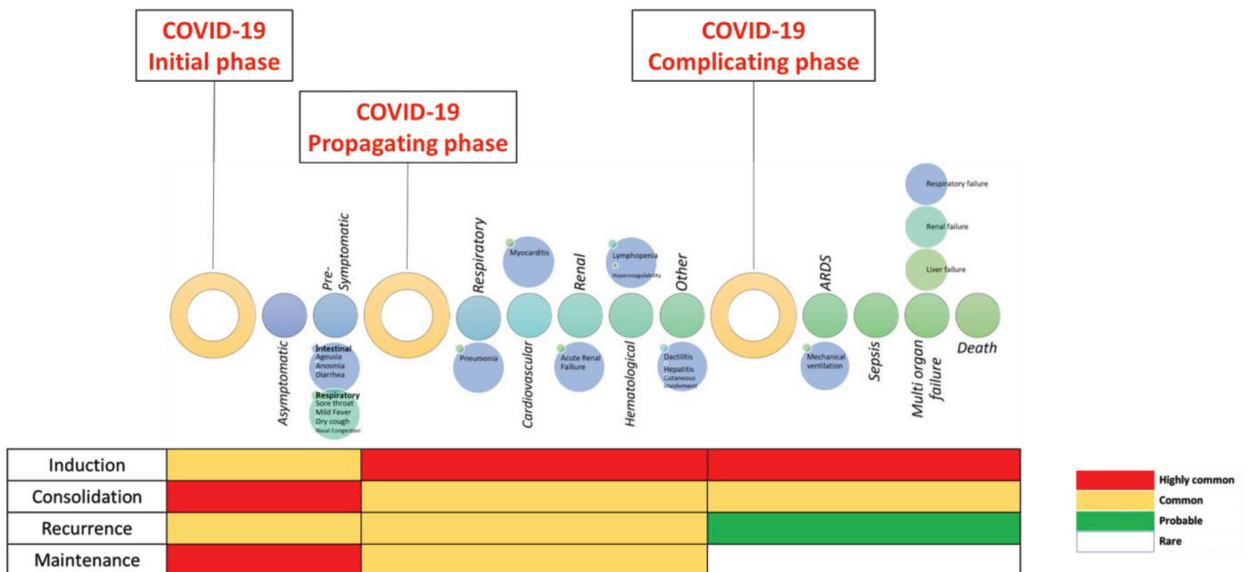 COVID-19
Initial phase
COVID-19
Propagating phase
COVID-19
Complicating phase
Asymptomatic
Pre-
Symptomatic
Intestinal
Ageusia
Anosmia
Diarrhea
Respiratory
Sore throat
Mild Fever
Dry cough
Nasal Congestion
Respiratory
Pneumonia
Cardiovascular
Myocarditis
Renal
Acute Renal
Faiilure
Hematological
Lymphopenia
Hypercoagulability
Other
Dactilitis
Hepatitis
Cutaneous
involvment
ARDS
Mechanical
ventilation
Sepsis
Multi organ
failure
Respiratory failure
Renal failure
Liver failure
Death
Induction
Consolidation
Recurrence
Maintenance
Highly common
Common
Probable
Rare